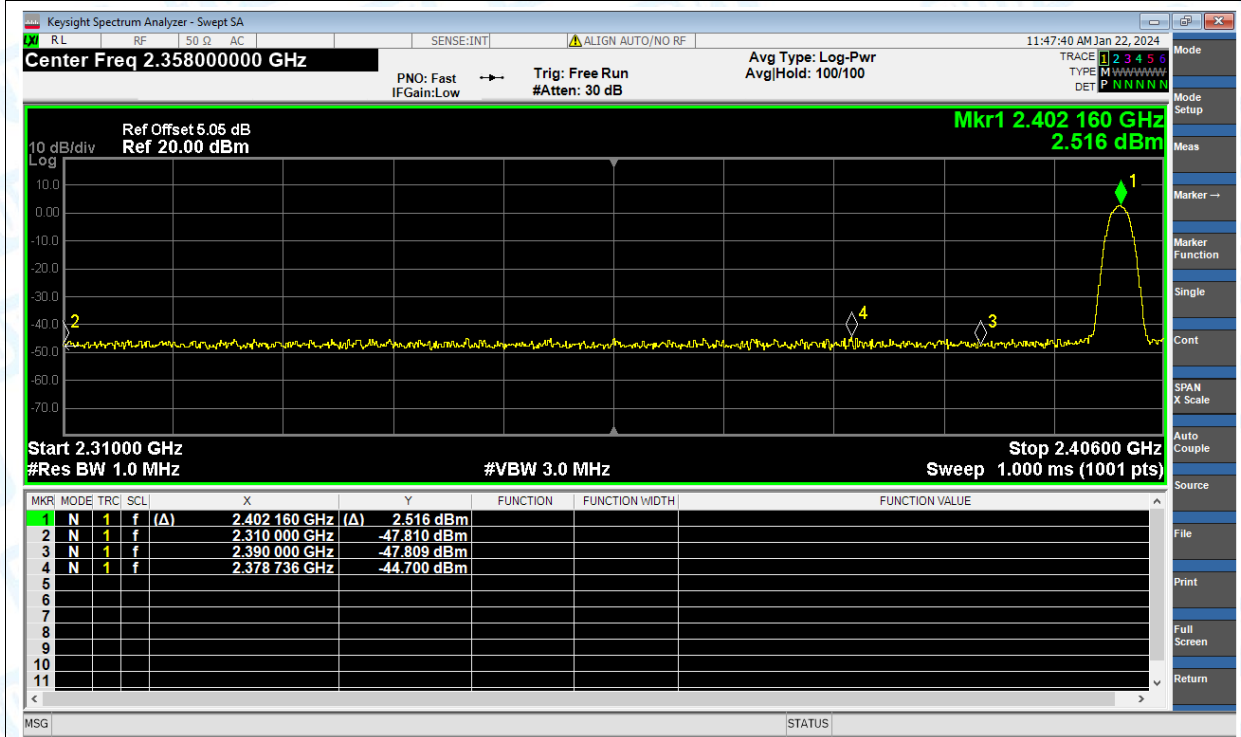 Keysight Spectrum Analyzer - Swept SA
LXI RL RF 50 Ω AC SENSE:INT ALIGN AUTO/NO RF 11:47:40 AM Jan 22, 2024
Center Freq 2.358000000 GHz
PNO: Fast
IFGain:Low
Trig: Free Run
#Atten: 30 dB
Avg Type: Log-Pwr
Avg|Hold: 100/100
TRACE 1 2 3 4 5 6
TYPE M WWWWW
DET P N N N N N
Mkr1 2.402 160 GHz
2.516 dBm
Ref Offset 5.05 dB
10 dB/div Ref 20.00 dBm
Log
10.0
0.00
-10.0
-20.0
-30.0
-40.0
-50.0
-60.0
-70.0
1
2
4
3
Start 2.31000 GHz Stop 2.40600 GHz
#Res BW 1.0 MHz #VBW 3.0 MHz Sweep 1.000 ms (1001 pts)
MKR MODE TRC SCL X Y FUNCTION FUNCTION WIDTH FUNCTION VALUE
1 N 1 f (Δ) 2.402 160 GHz (Δ) 2.516 dBm
2 N 1 f 2.310 000 GHz -47.810 dBm
3 N 1 f 2.390 000 GHz -47.809 dBm
4 N 1 f 2.378 736 GHz -44.700 dBm
5
6
7
8
9
10
11
MSG STATUS
Mode
Mode
Setup
Meas
Marker →
Marker
Function
Single
Cont
SPAN
X Scale
Auto
Couple
Source
File
Print
Full
Screen
Return